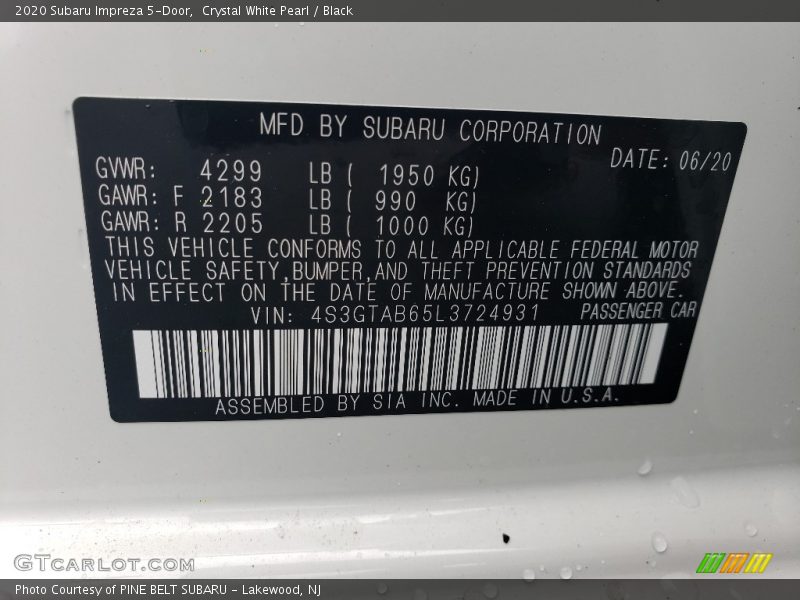 2020 Subaru Impreza 5-Door,  Crystal White Pearl / Black
MFD BY SUBARU CORPORATION
DATE: 06/20
GVWR: 4299 LB ( 1950 KG)
GAWR: F 2183 LB ( 990 KG)
GAWR: R 2205 LB ( 1000 KG)
THIS VEHICLE CONFORMS TO ALL APPLICABLE FEDERAL MOTOR
VEHICLE SAFETY,BUMPER,AND THEFT PREVENTION STANDARDS
IN EFFECT ON THE DATE OF MANUFACTURE SHOWN ABOVE.
VIN: 4S3GTAB65L3724931 PASSENGER CAR
ASSEMBLED BY SIA INC. MADE IN U.S.A.
GTCARLOT.COM
Photo Courtesy of PINE BELT SUBARU - Lakewood, NJ